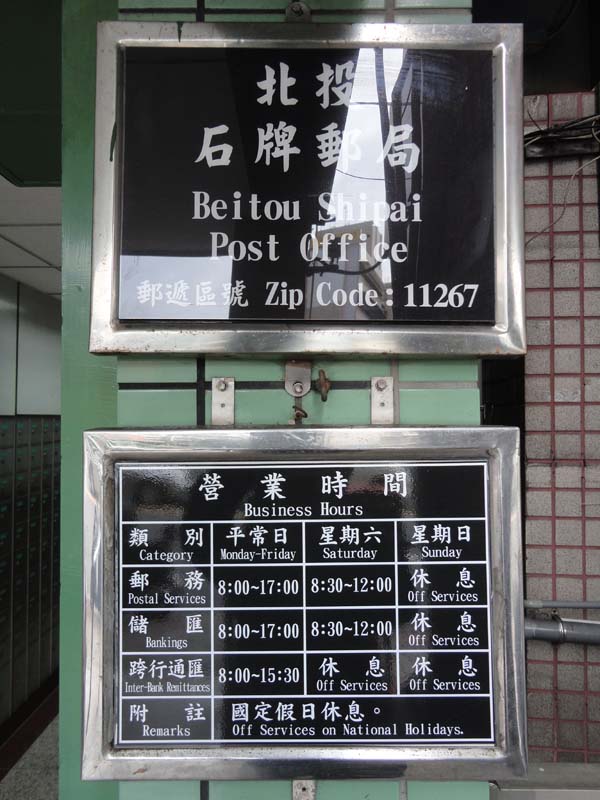 北投
石牌郵局
Beitou Shipai
Post Office
郵遞區號 Zip Code：11267
營業時間
Business Hours
類別 平常日 星期六 星期日
Category Monday-Friday Saturday Sunday
郵務 8:00~17:00 8:30~12:00 休息
Postal Services Off Services
儲匯 8:00~17:00 8:30~12:00 休息
Bankings Off Services
跨行通匯 8:00~15:30 休息 休息
Inter-Bank Remittances Off Services Off Services
附註 國定假日休息。
Remarks Off Services on National Holidays.